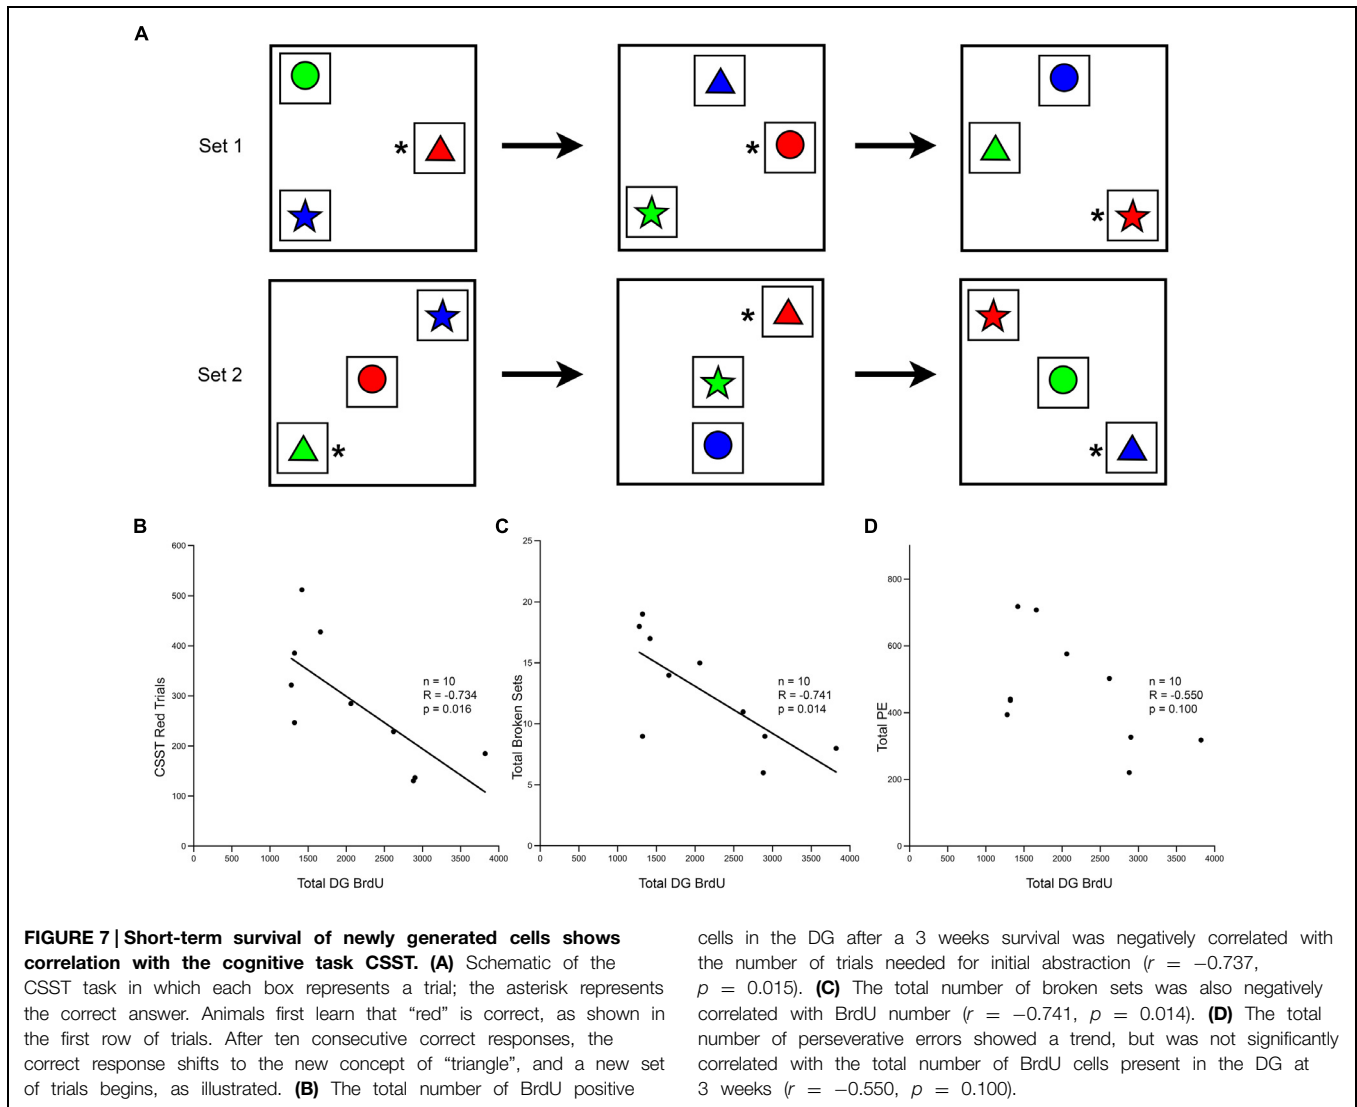 A
Set 1
*
*
*
Set 2
*
*
*
B
600
500
400
300
200
100
0
CSST Red Trials
n = 10
R = -0.734
p = 0.016
0 500 1000 1500 2000 2500 3000 3500 4000
Total DG BrdU
C
25
20
15
10
5
0
Total Broken Sets
n = 10
R = -0.741
p = 0.014
0 500 1000 1500 2000 2500 3000 3500 4000
Total DG BrdU
D
800
600
400
200
0
Total PE
n = 10
R = -0.550
p = 0.100
0 500 1000 1500 2000 2500 3000 3500 4000
Total DG BrdU
FIGURE 7 | Short-term survival of newly generated cells shows
correlation with the cognitive task CSST. (A) Schematic of the
CSST task in which each box represents a trial; the asterisk represents
the correct answer. Animals first learn that “red” is correct, as shown in
the first row of trials. After ten consecutive correct responses, the
correct response shifts to the new concept of “triangle”, and a new set
of trials begins, as illustrated. (B) The total number of BrdU positive
cells in the DG after a 3 weeks survival was negatively correlated with
the number of trials needed for initial abstraction (r = −0.737,
p = 0.015). (C) The total number of broken sets was also negatively
correlated with BrdU number (r = −0.741, p = 0.014). (D) The total
number of perseverative errors showed a trend, but was not significantly
correlated with the total number of BrdU cells present in the DG at
3 weeks (r = −0.550, p = 0.100).